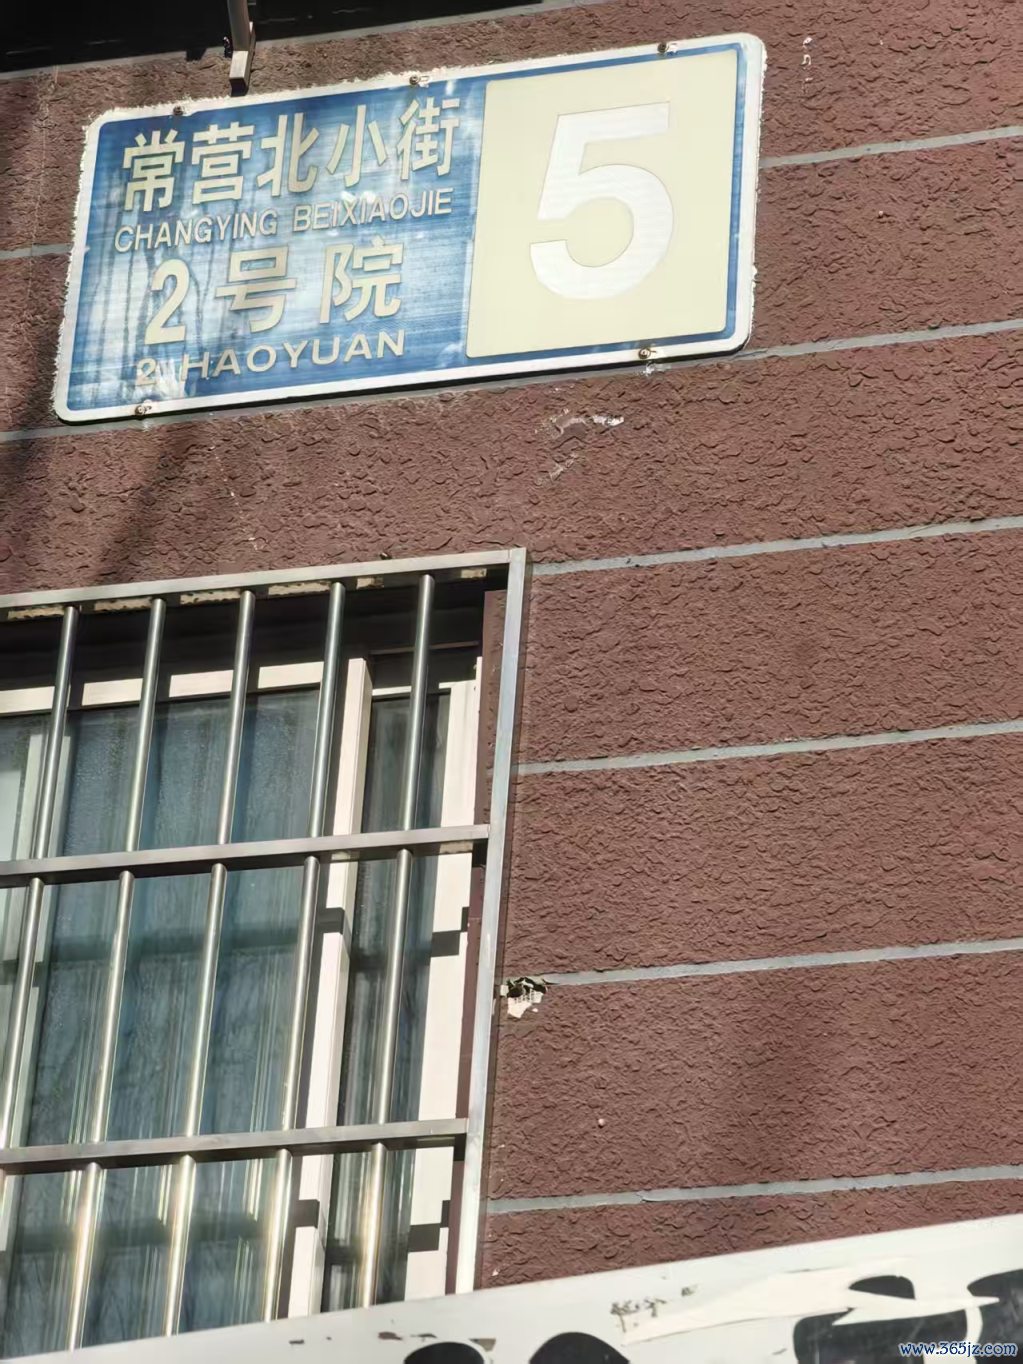 常营北小街
CHANGYING BEIXIAOJIE
2号院
2 HAOYUAN
5
www.365jz.com